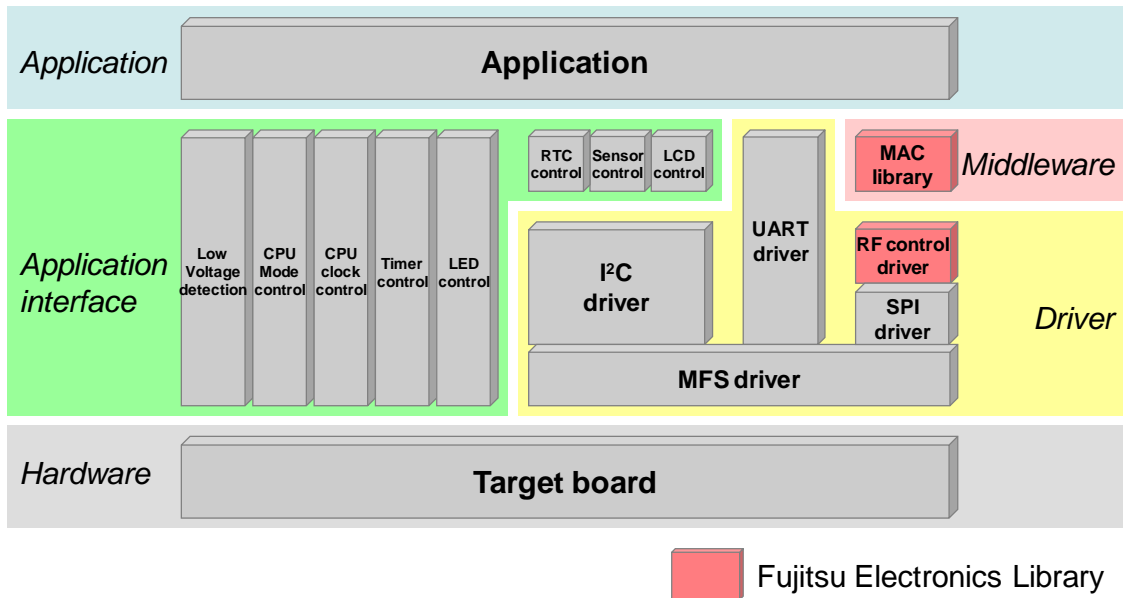 Application
Application
Application
interface
Low
Voltage
detection
CPU
Mode
control
CPU
clock
control
Timer
control
LED
control
RTC
control
Sensor
control
LCD
control
I²C
driver
UART
driver
MAC
library
Middleware
RF control
driver
SPI
driver
Driver
MFS driver
Hardware
Target board
Fujitsu Electronics Library